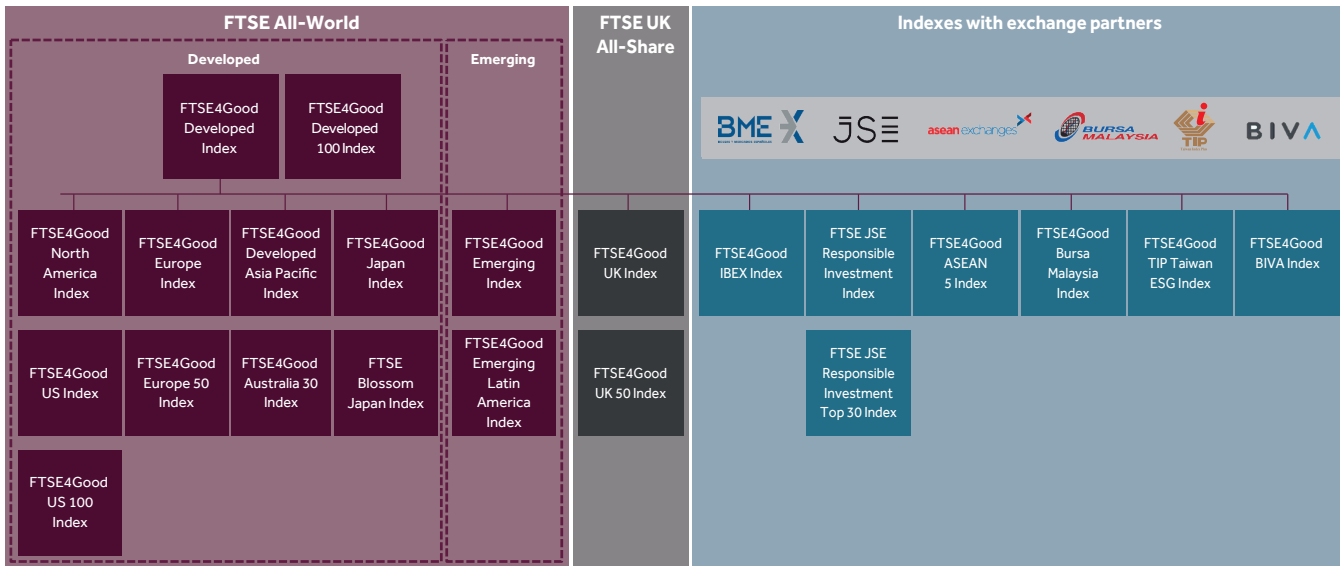 FTSE All-World
Developed
Emerging
FTSE4Good
Developed
Index
FTSE4Good
Developed
100 Index
FTSE4Good
North
America
Index
FTSE4Good
Europe
Index
FTSE4Good
Developed
Asia Pacific
Index
FTSE4Good
Japan
Index
FTSE4Good
Emerging
Index
FTSE4Good
US Index
FTSE4Good
Europe 50
Index
FTSE4Good
Australia 30
Index
FTSE
Blossom
Japan Index
FTSE4Good
Emerging
Latin
America
Index
FTSE4Good
US 100
Index
FTSE UK
All-Share
FTSE4Good
UK Index
FTSE4Good
UK 50 Index
Indexes with exchange partners
BME X
JSE
asean exchanges
BURSA
MALAYSIA
TIP
BIVA
FTSE4Good
IBEX Index
FTSE JSE
Responsible
Investment
Index
FTSE4Good
ASEAN
5 Index
FTSE4Good
Bursa
Malaysia
Index
FTSE4Good
TIP Taiwan
ESG Index
FTSE4Good
BIVA Index
FTSE JSE
Responsible
Investment
Top 30 Index